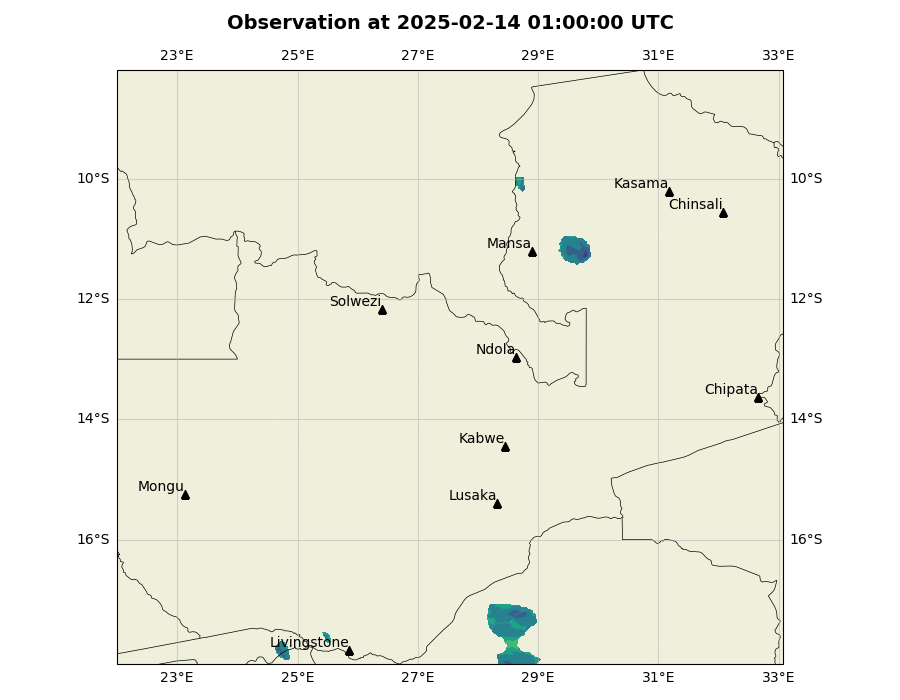 Observation at 2025-02-14 01:00:00 UTC
23°E 25°E 27°E 29°E 31°E 33°E
10°S 10°S
Kasama
Chinsali
Mansa
12°S 12°S
Solwezi
Ndola
Chipata
14°S 14°S
Kabwe
Mongu
Lusaka
16°S 16°S
Livingstone
23°E 25°E 27°E 29°E 31°E 33°E